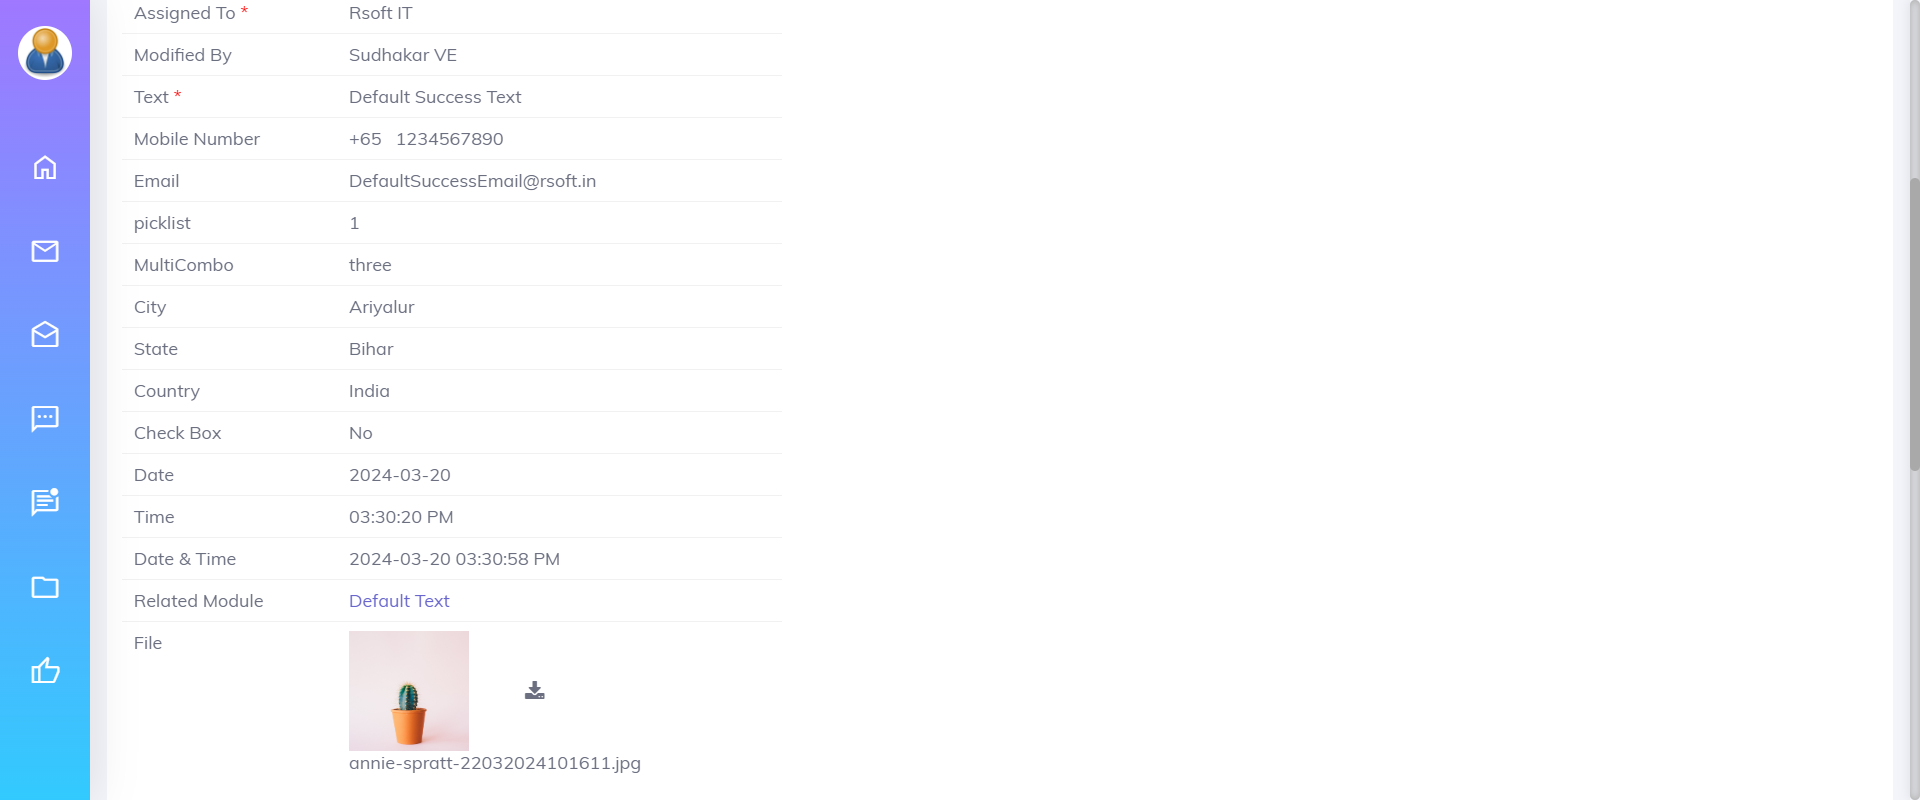 Assigned To * Rsoft IT
Modified By Sudhakar VE
Text * Default Success Text
Mobile Number +65 1234567890
Email DefaultSuccessEmail@rsoft.in
picklist 1
MultiCombo three
City Ariyalur
State Bihar
Country India
Check Box No
Date 2024-03-20
Time 03:30:20 PM
Date & Time 2024-03-20 03:30:58 PM
Related Module Default Text
File
annie-spratt-22032024101611.jpg